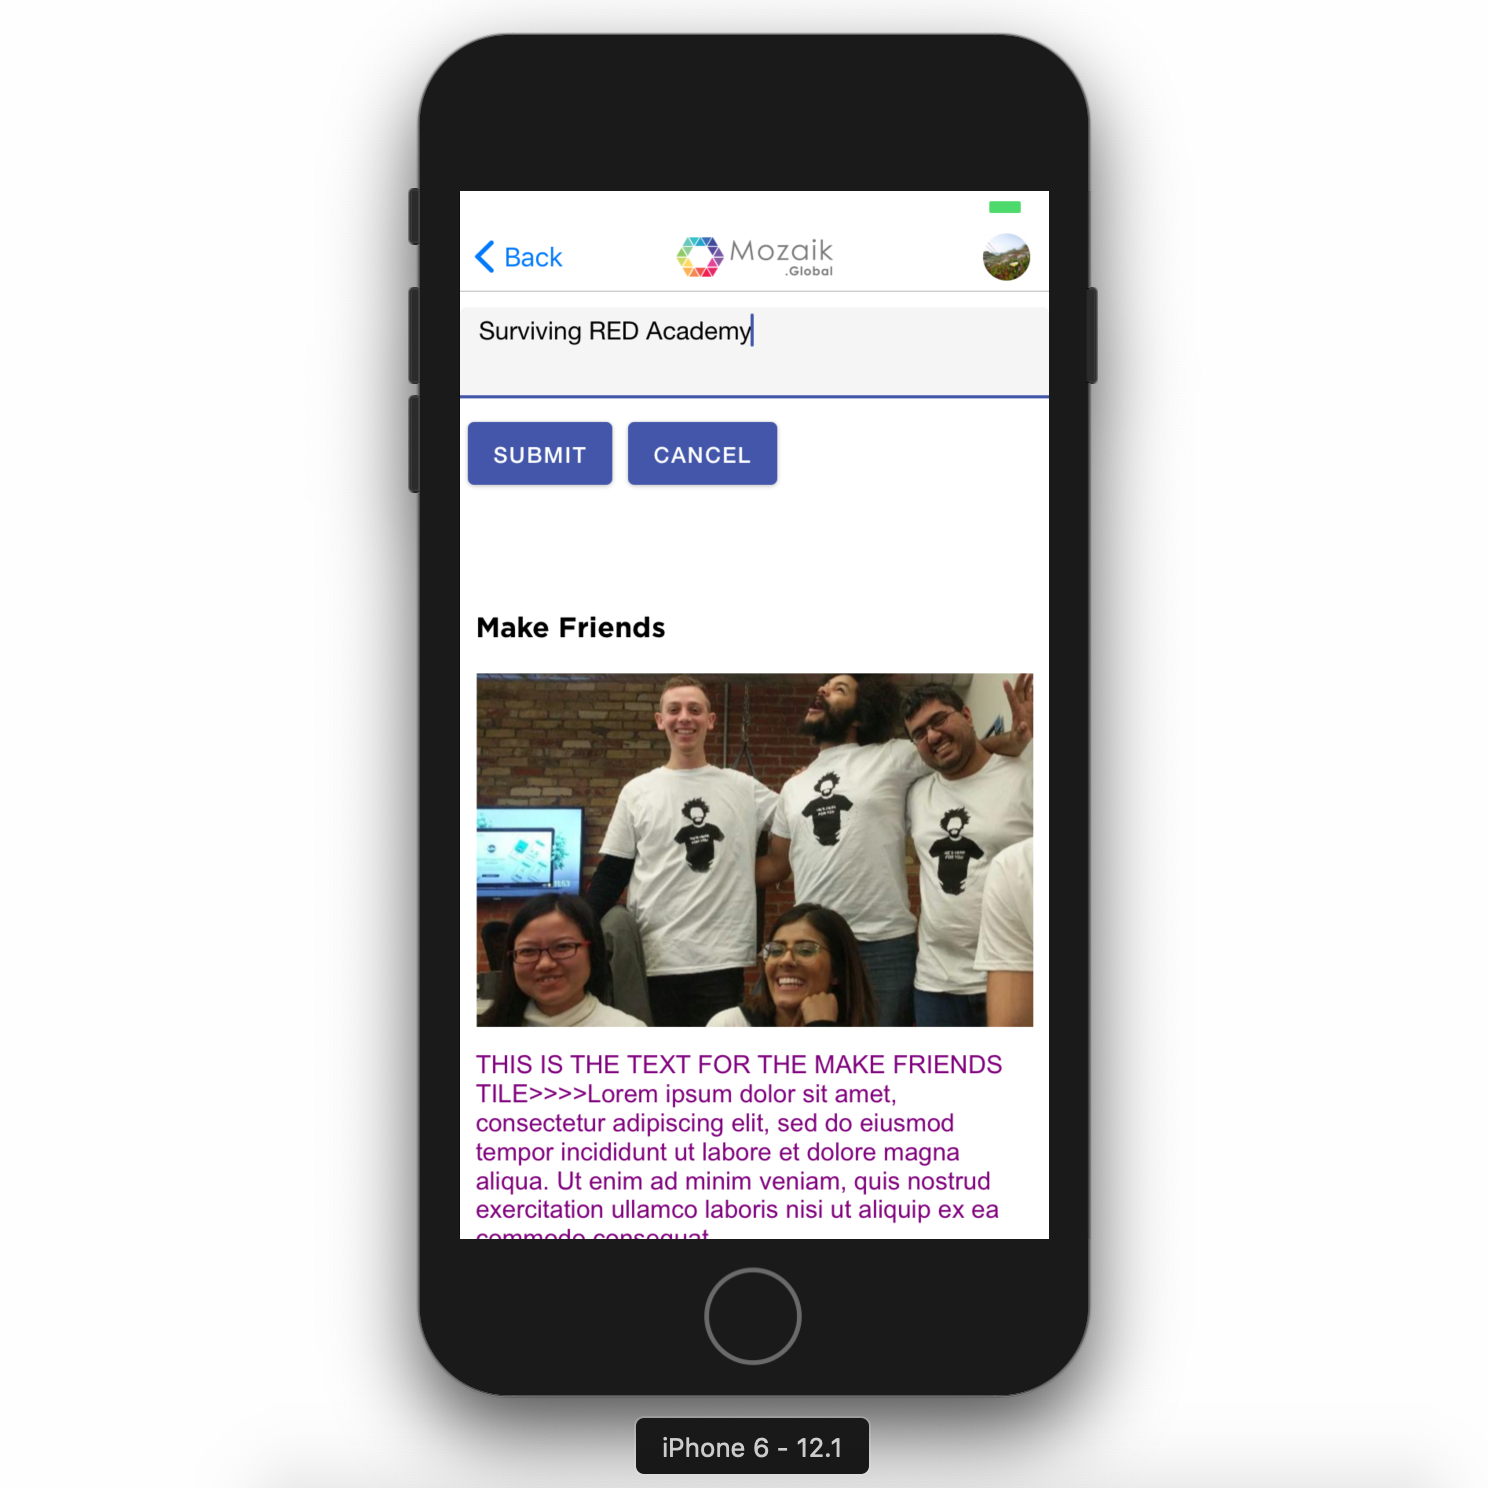 Back
Mozaik
.Global
Surviving RED Academy
SUBMIT
CANCEL
Make Friends
THIS IS THE TEXT FOR THE MAKE FRIENDS
TILE>>>>Lorem ipsum dolor sit amet,
consectetur adipiscing elit, sed do eiusmod
tempor incididunt ut labore et dolore magna
aliqua. Ut enim ad minim veniam, quis nostrud
exercitation ullamco laboris nisi ut aliquip ex ea
commodo consequat
iPhone 6 - 12.1